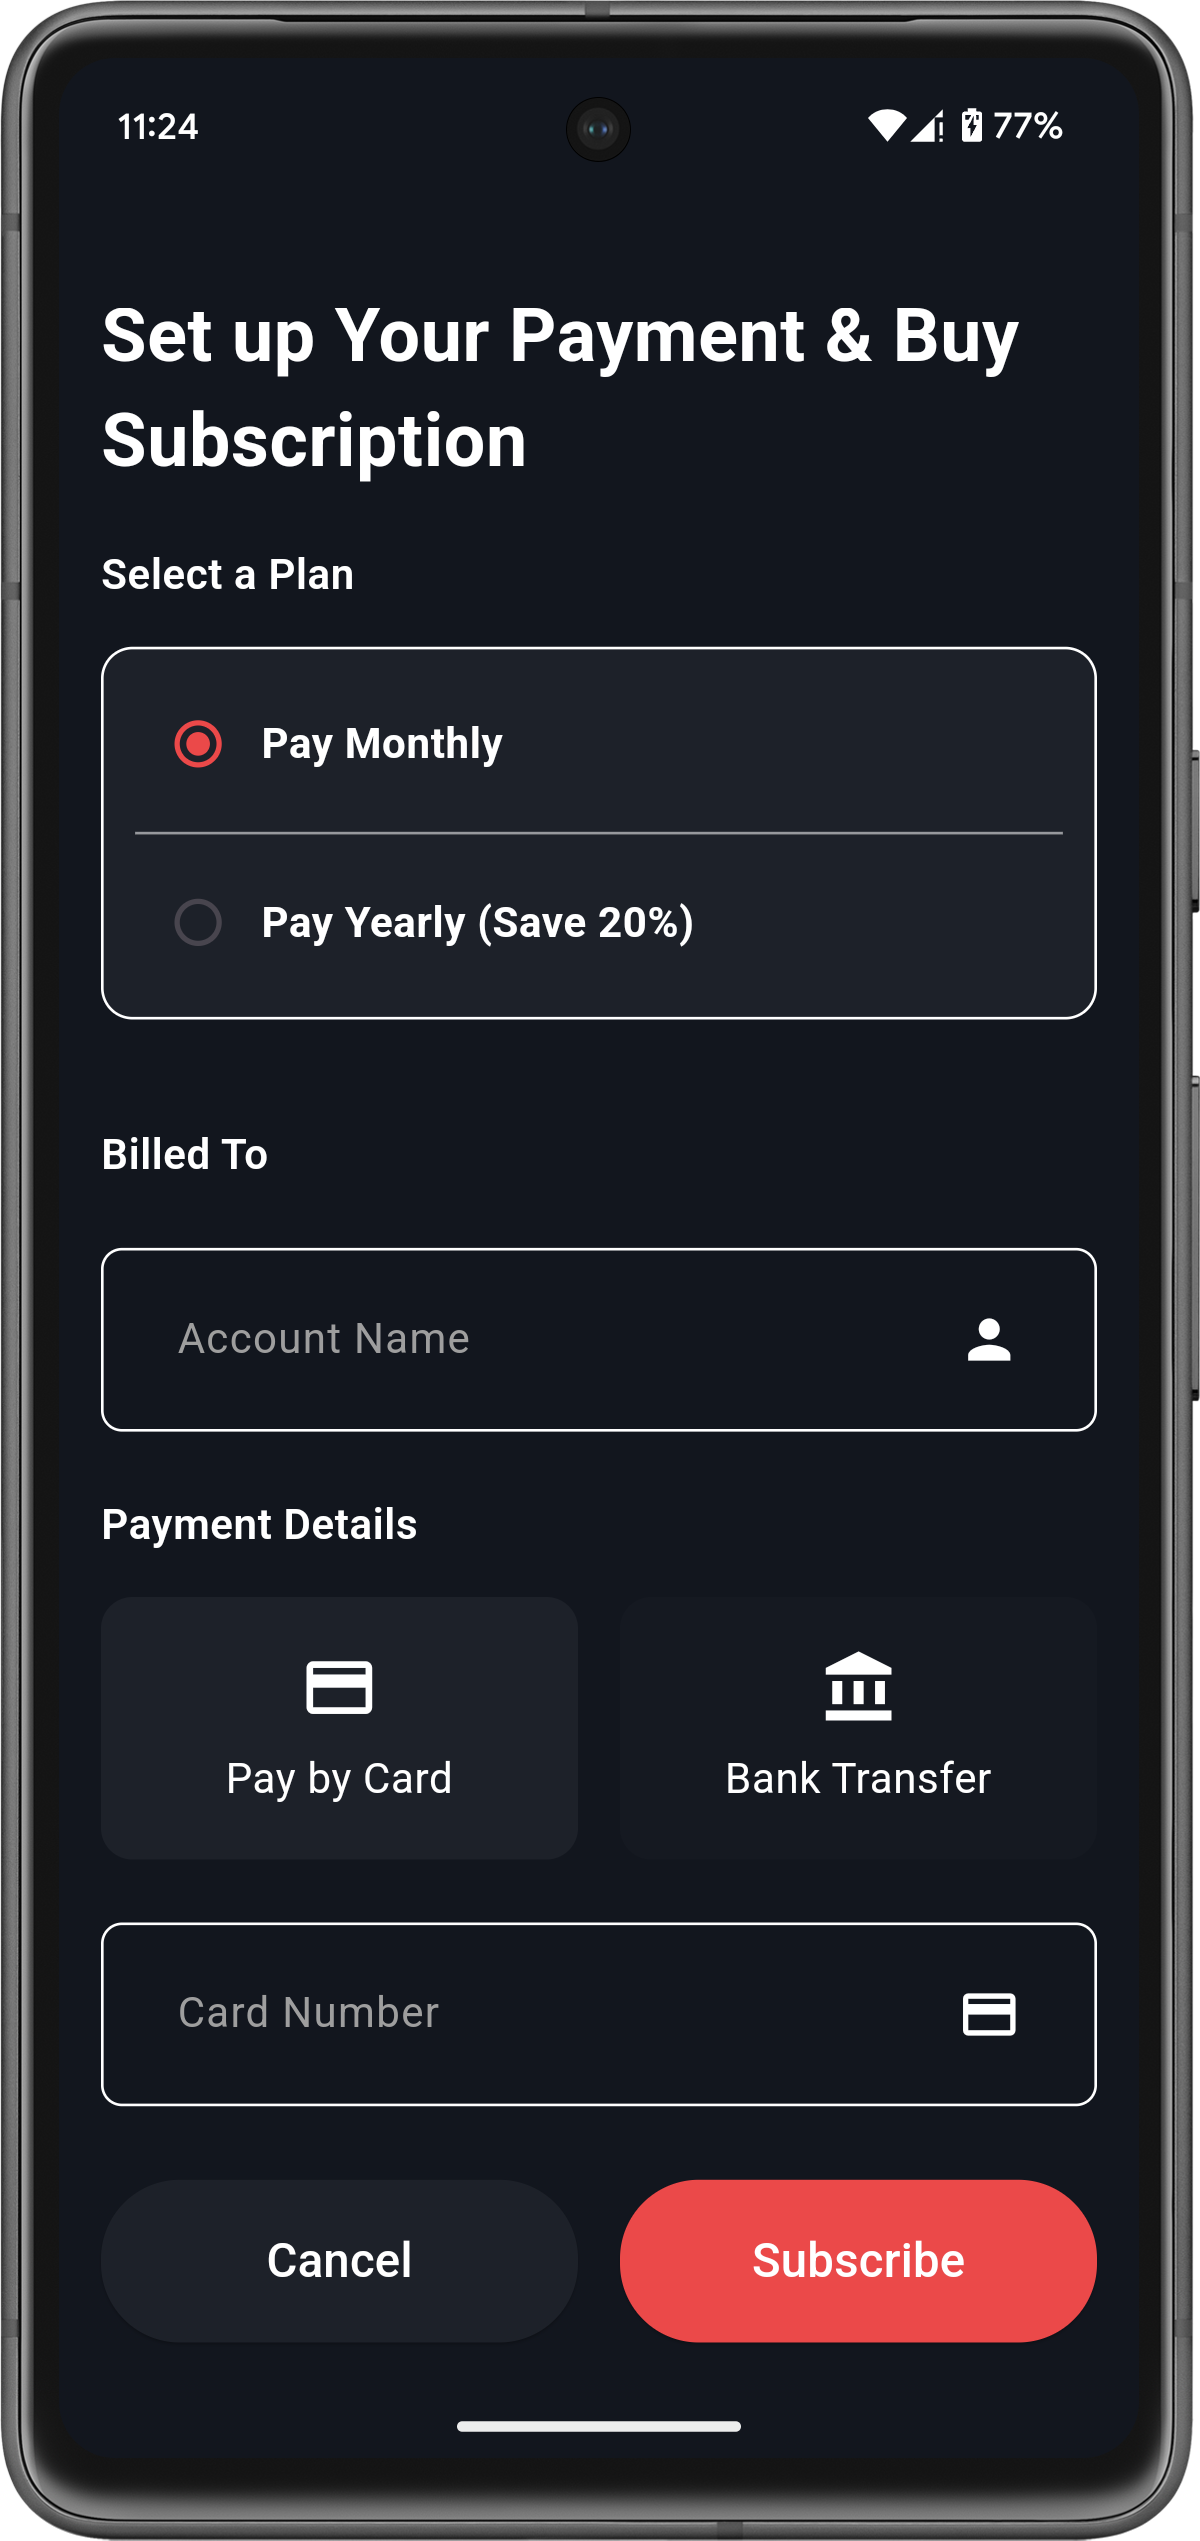 11:24
77%
Set up Your Payment & Buy
Subscription
Select a Plan
Pay Monthly
Pay Yearly (Save 20%)
Billed To
Account Name
Payment Details
Pay by Card
Bank Transfer
Card Number
Cancel
Subscribe